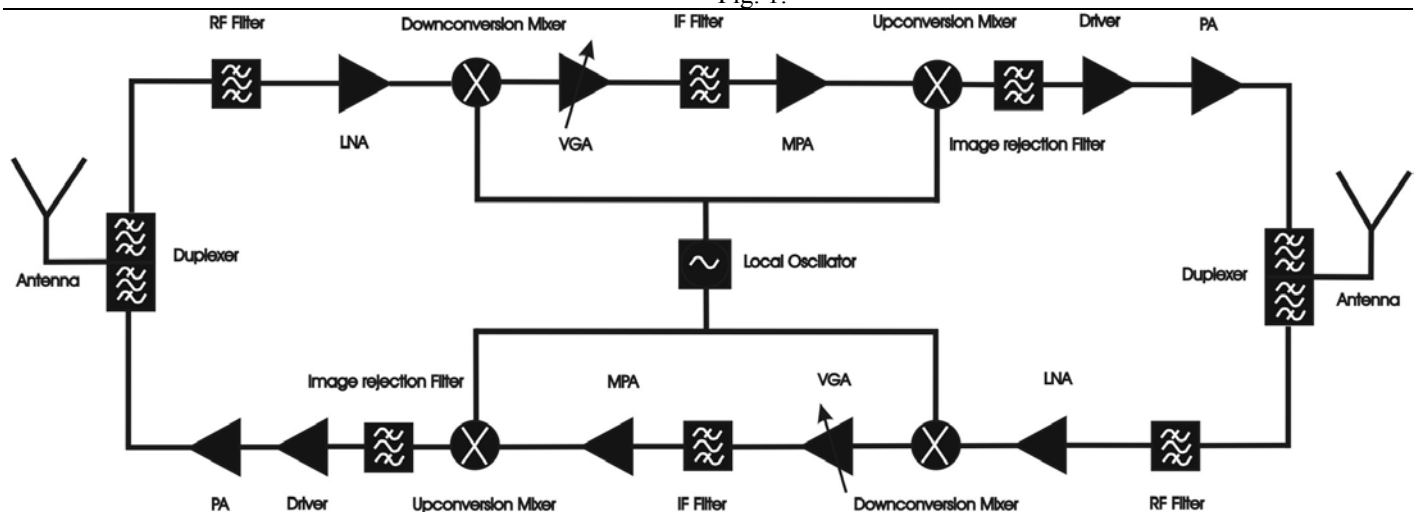 Fig. 1.
RF Filter Downconversion Mixer IF Filter Upconversion Mixer Driver PA
LNA VGA MPA Image rejection Filter
Duplexer Local Oscillator Duplexer
Antenna Antenna
Image rejection Filter MPA VGA LNA
PA Driver Upconversion Mixer IF Filter Downconversion Mixer RF Filter